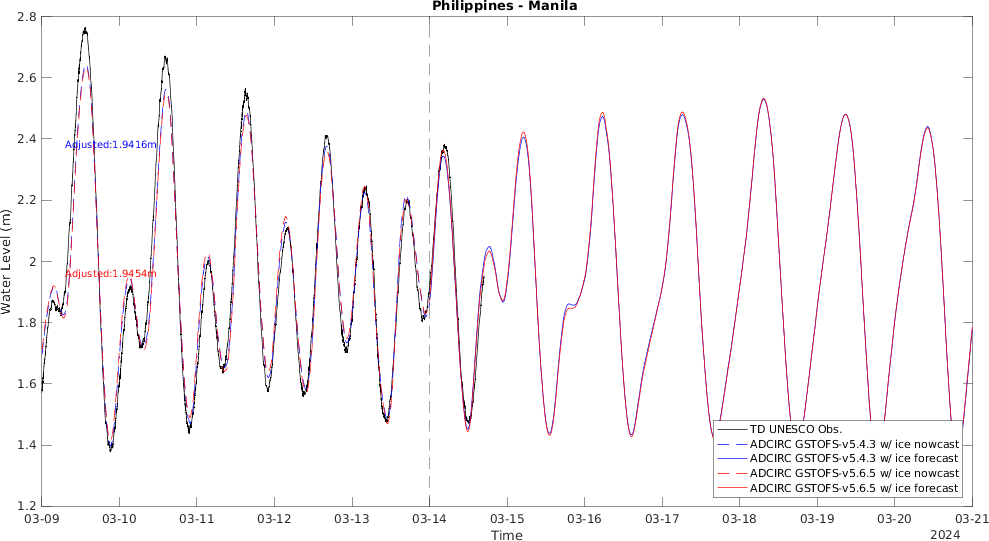 Philippines - Manila
2.8
2.6
2.4
2.2
2
1.8
1.6
1.4
1.2
Water Level (m)
Adjusted:1.9416m
Adjusted:1.9454m
TD UNESCO Obs.
ADCIRC GSTOFS-v5.4.3 w/ ice nowcast
ADCIRC GSTOFS-v5.4.3 w/ ice forecast
ADCIRC GSTOFS-v5.6.5 w/ ice nowcast
ADCIRC GSTOFS-v5.6.5 w/ ice forecast
03-09 03-10 03-11 03-12 03-13 03-14 03-15 03-16 03-17 03-18 03-19 03-20 03-21
Time
2024